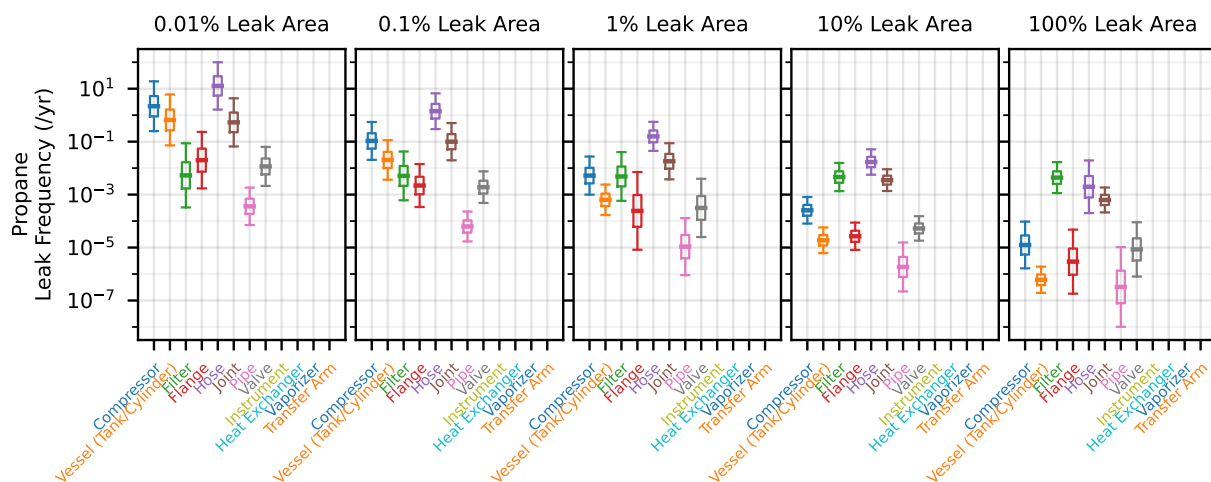 0.01% Leak Area
0.1% Leak Area
1% Leak Area
10% Leak Area
100% Leak Area
Propane
Leak Frequency (/yr)
10¹
10⁻¹
10⁻³
10⁻⁵
10⁻⁷
Compressor
Vessel (Tank/Cylinder)
Filter
Flange
Hose
Joint
Pipe
Valve
Instrument
Heat Exchanger
Vaporizer
Transfer Arm
Compressor
Vessel (Tank/Cylinder)
Filter
Flange
Hose
Joint
Pipe
Valve
Instrument
Heat Exchanger
Vaporizer
Transfer Arm
Compressor
Vessel (Tank/Cylinder)
Filter
Flange
Hose
Joint
Pipe
Valve
Instrument
Heat Exchanger
Vaporizer
Transfer Arm
Compressor
Vessel (Tank/Cylinder)
Filter
Flange
Hose
Joint
Pipe
Valve
Instrument
Heat Exchanger
Vaporizer
Transfer Arm
Compressor
Vessel (Tank/Cylinder)
Filter
Flange
Hose
Joint
Pipe
Valve
Instrument
Heat Exchanger
Vaporizer
Transfer Arm